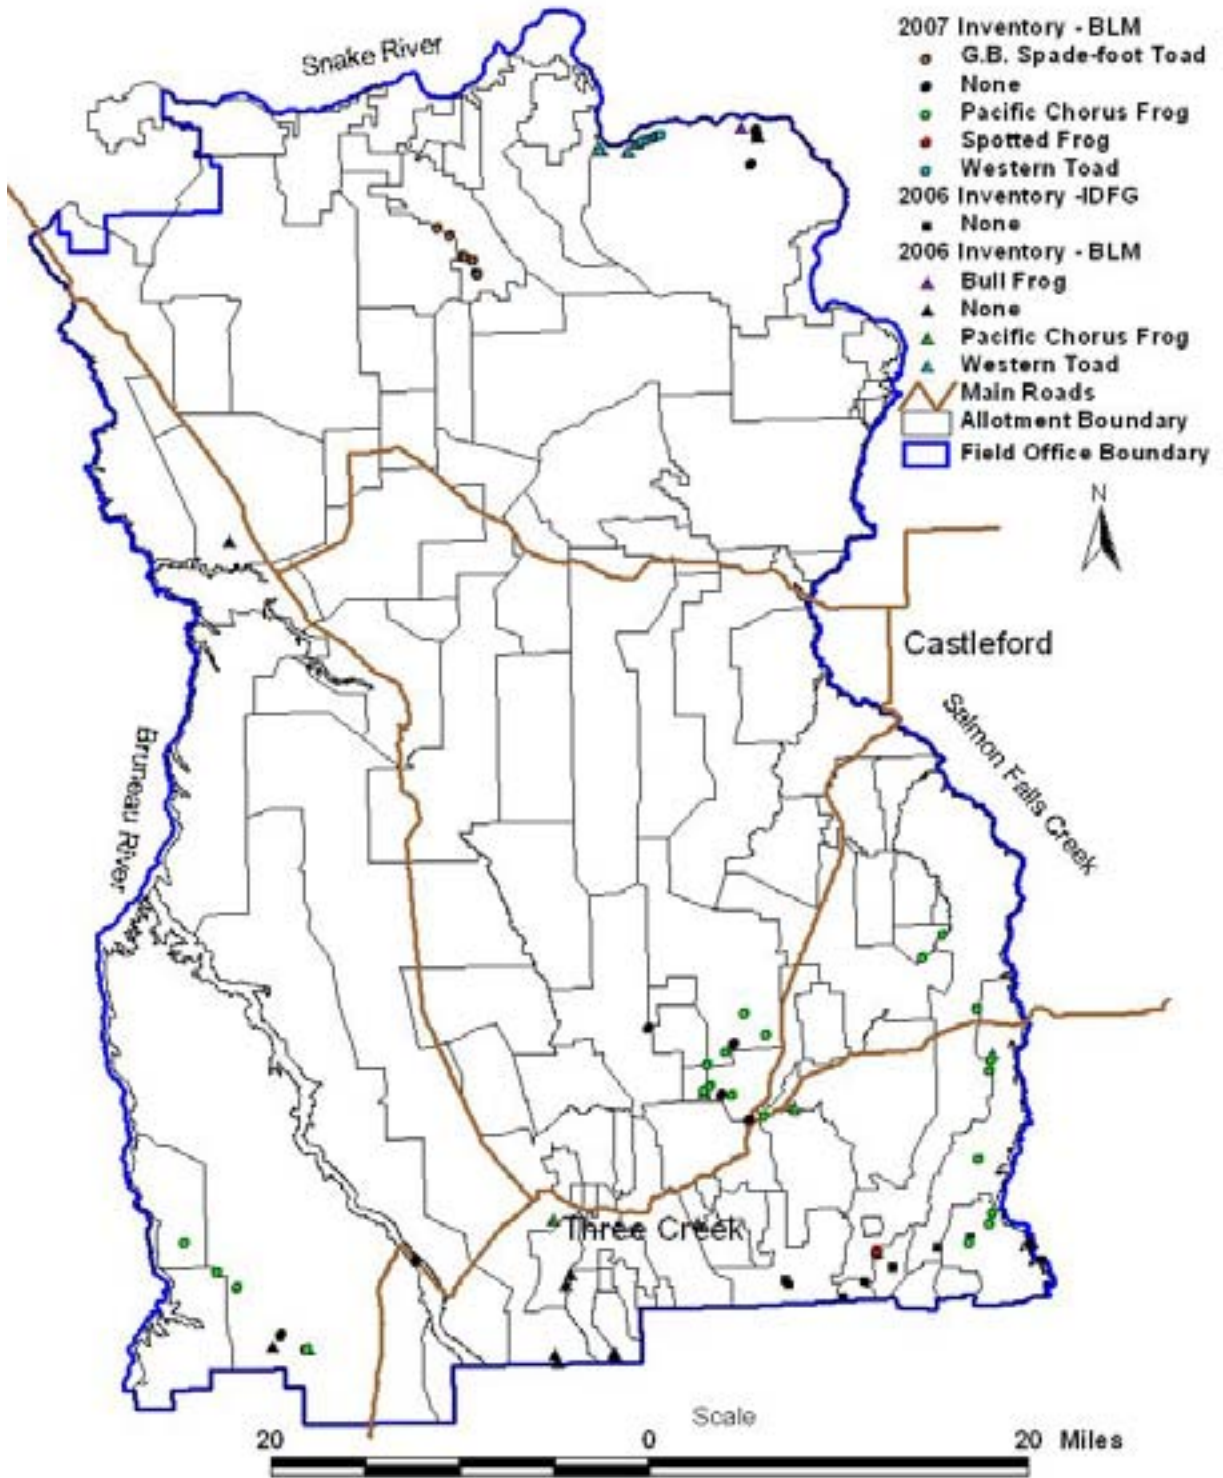 Snake River
2007 Inventory - BLM
G.B. Spade-foot Toad
None
Pacific Chorus Frog
Spotted Frog
Western Toad
2006 Inventory -IDFG
None
2006 Inventory - BLM
Bull Frog
None
Pacific Chorus Frog
Western Toad
Main Roads
Allotment Boundary
Field Office Boundary
N
Castleford
Salmon Falls Creek
Bruneau River
Three Creek
Scale
20 0 20 Miles